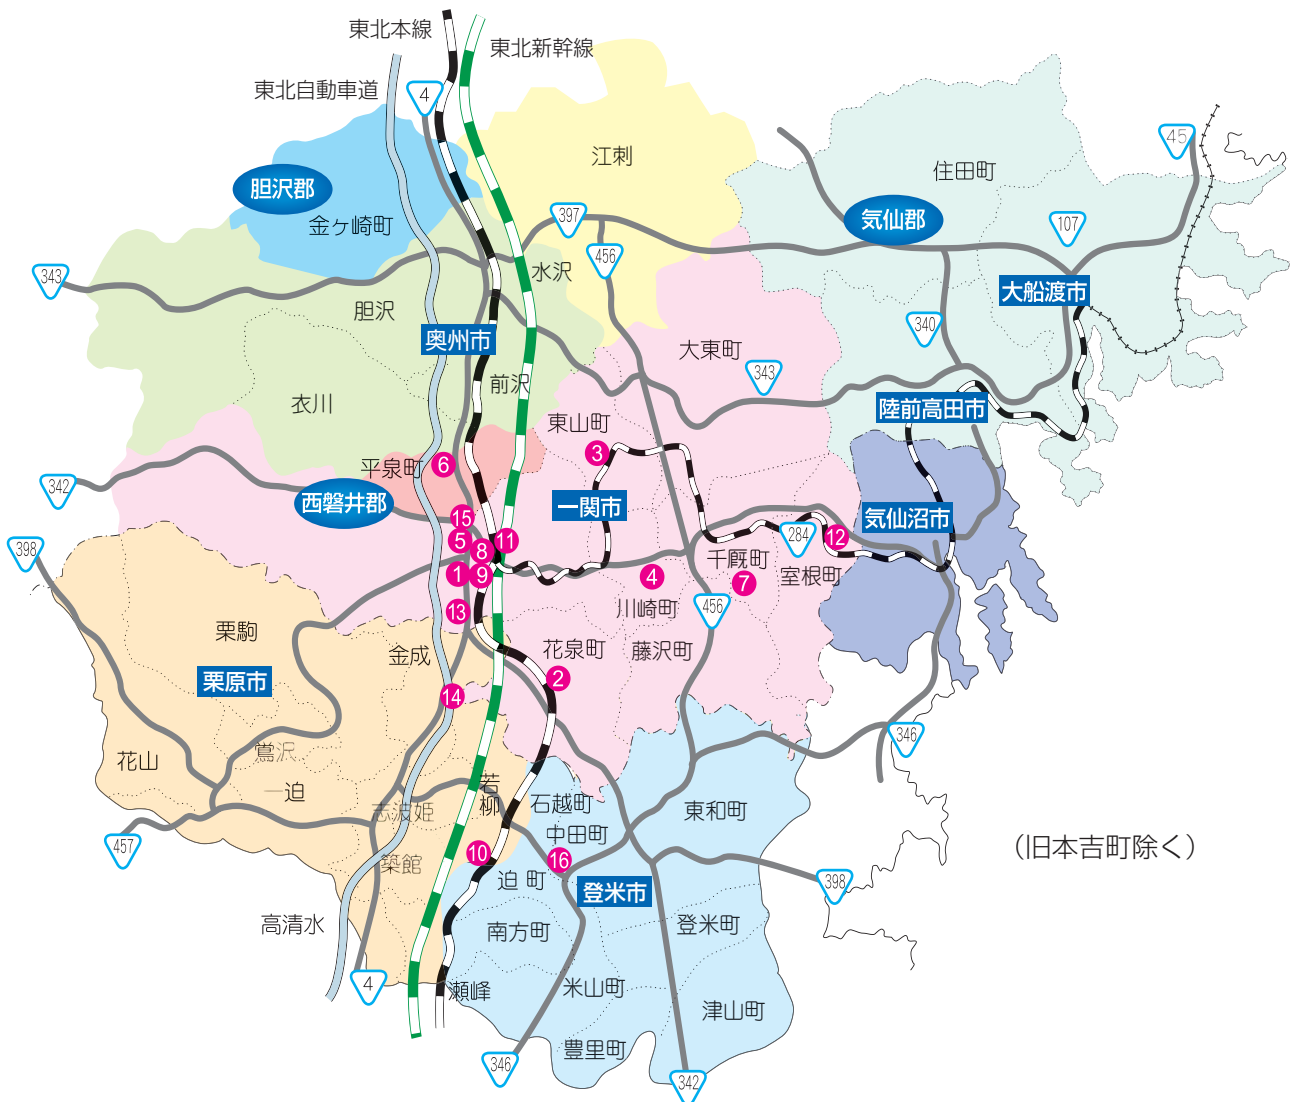 東北本線
東北新幹線
東北自動車道
4
45
江刺
住田町
胆沢郡
金ヶ崎町
気仙郡
397
107
456
水沢
343
大船渡市
胆沢
奥州市
340
大東町
343
前沢
衣川
陸前高田市
東山町
3
平泉町
6
342
西磐井郡
一関市
気仙沼市
15
284
12
398
5
8
11
千厩町
1
9
4
7
室根町
13
川崎町
456
栗駒
花泉町
藤沢町
金成
栗原市
2
14
346
鶯沢
花山
一迫
若柳
石越町
志波姫
東和町
中田町
457
10
16
(旧本吉町除く)
築館
迫町
登米市
398
高清水
南方町
登米町
4
瀬峰
米山町
津山町
豊里町
346
342